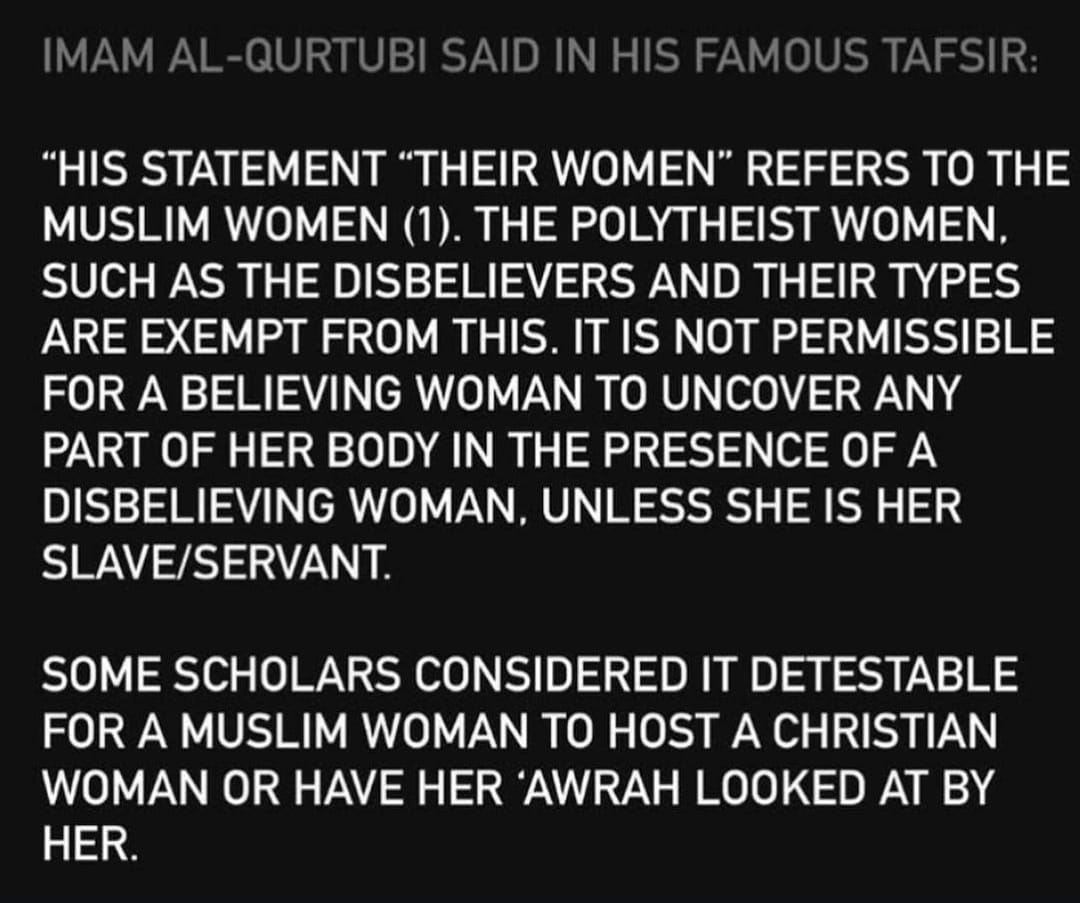 IMAM AL-QURTUBI SAID IN HIS FAMOUS TAFSIR:
“HIS STATEMENT “THEIR WOMEN” REFERS TO THE
MUSLIM WOMEN (1). THE POLYTHEIST WOMEN,
SUCH AS THE DISBELIEVERS AND THEIR TYPES
ARE EXEMPT FROM THIS. IT IS NOT PERMISSIBLE
FOR A BELIEVING WOMAN TO UNCOVER ANY
PART OF HER BODY IN THE PRESENCE OF A
DISBELIEVING WOMAN, UNLESS SHE IS HER
SLAVE/SERVANT.
SOME SCHOLARS CONSIDERED IT DETESTABLE
FOR A MUSLIM WOMAN TO HOST A CHRISTIAN
WOMAN OR HAVE HER ‘AWRAH LOOKED AT BY
HER.